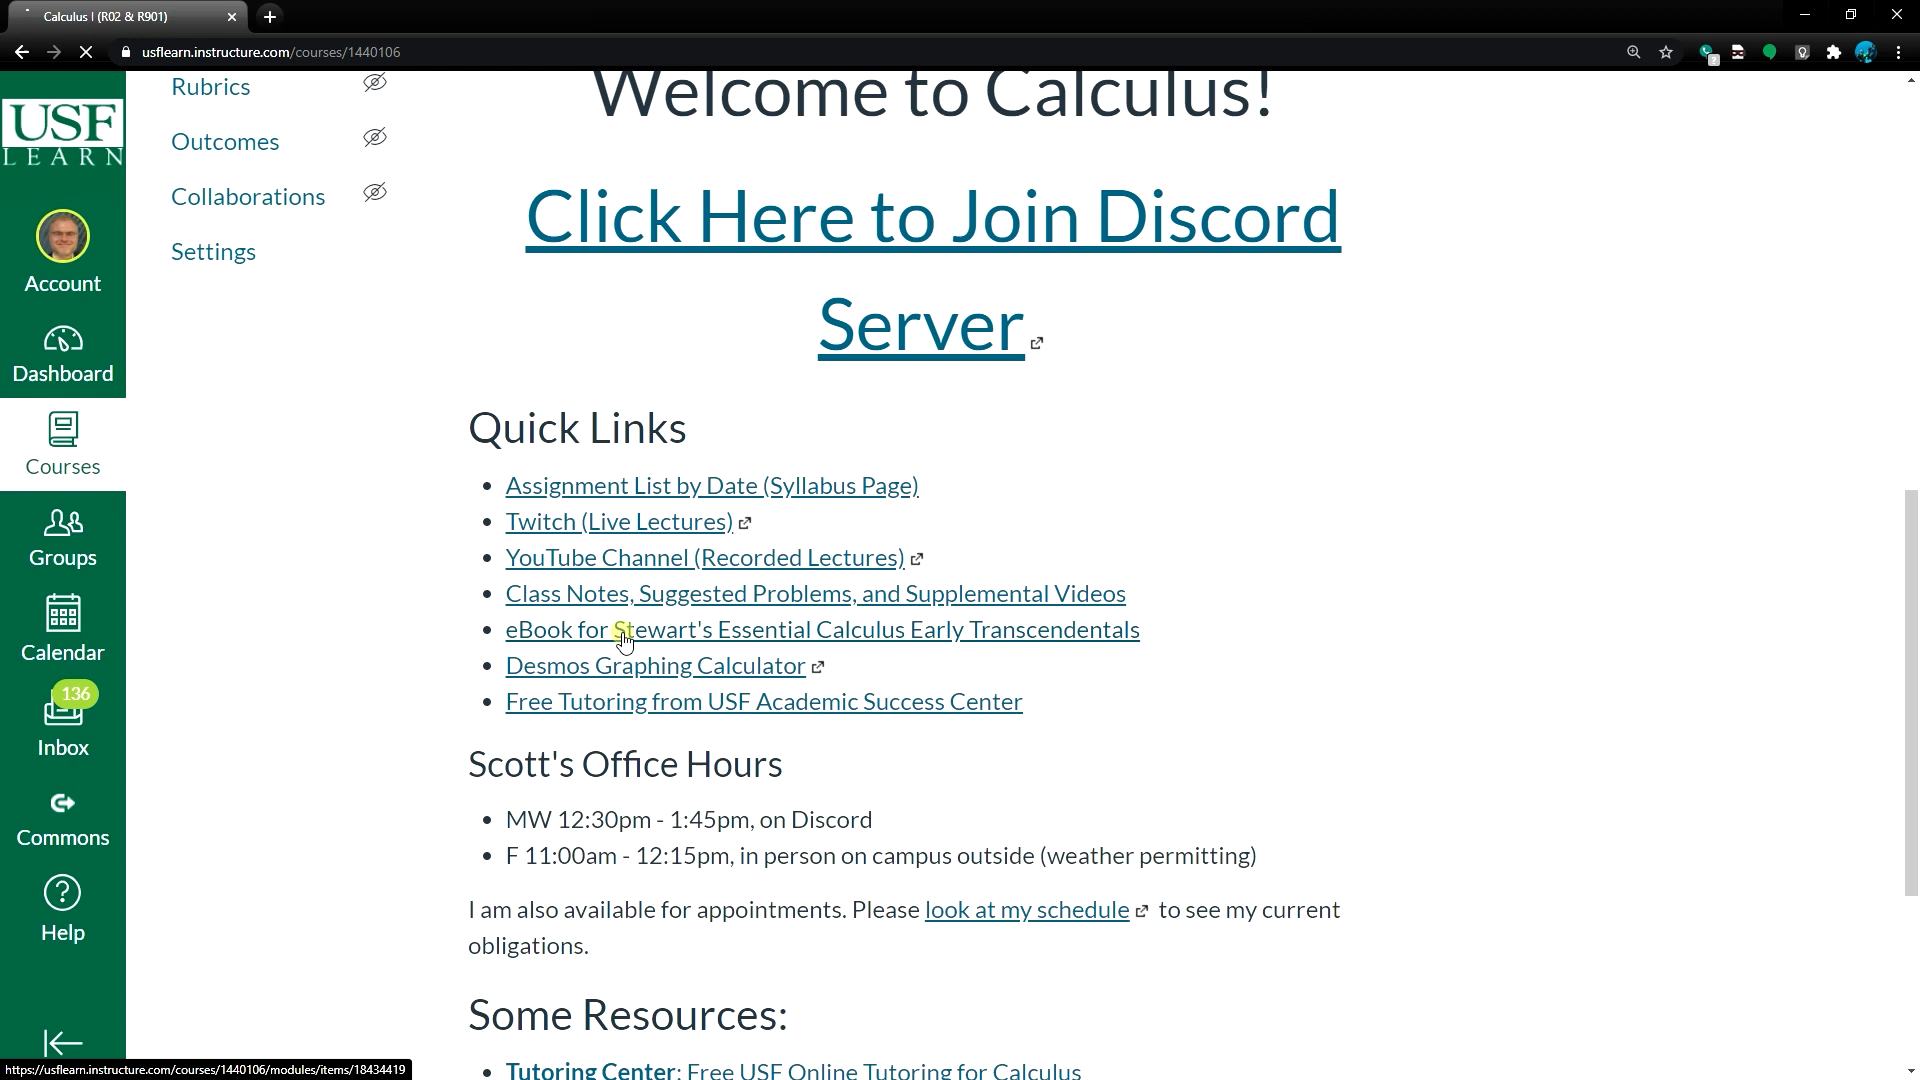 Calculus I (R02 & R901)
usflearn.instructure.com/courses/1440106
USF
LEARN
Account
Dashboard
Courses
Groups
Calendar
136
Inbox
Commons
Help
Rubrics
Outcomes
Collaborations
Settings
Welcome to Calculus!
Click Here to Join Discord
Server
Quick Links
• Assignment List by Date (Syllabus Page)
• Twitch (Live Lectures)
• YouTube Channel (Recorded Lectures)
• Class Notes, Suggested Problems, and Supplemental Videos
• eBook for Stewart's Essential Calculus Early Transcendentals
• Desmos Graphing Calculator
• Free Tutoring from USF Academic Success Center
Scott's Office Hours
• MW 12:30pm - 1:45pm, on Discord
• F 11:00am - 12:15pm, in person on campus outside (weather permitting)
I am also available for appointments. Please look at my schedule to see my current
obligations.
Some Resources:
• Tutoring Center: Free USF Online Tutoring for Calculus
https://usflearn.instructure.com/courses/1440106/modules/items/18434419